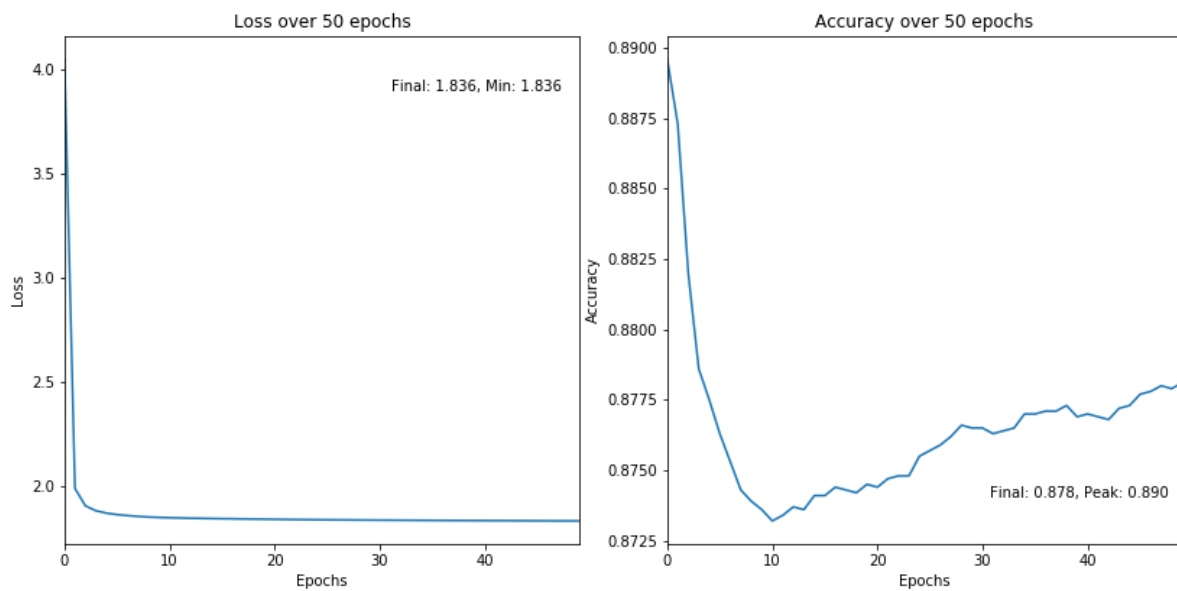 Loss over 50 epochs
4.0
3.5
3.0
2.5
2.0
Loss
Final: 1.836, Min: 1.836
0 10 20 30 40
Epochs
Accuracy over 50 epochs
0.8900
0.8875
0.8850
0.8825
0.8800
0.8775
0.8750
0.8725
Accuracy
Final: 0.878, Peak: 0.890
0 10 20 30 40
Epochs